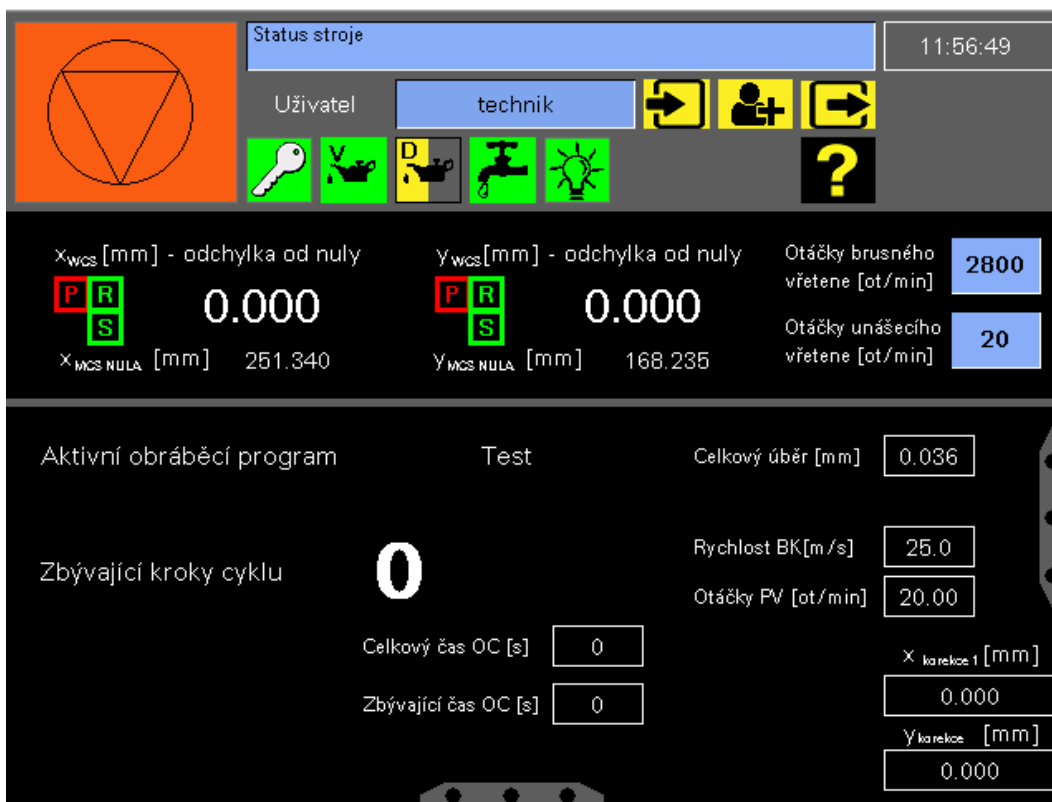 Status stroje
11:56:49
Uživatel
technik
V
D
?
xWCS [mm] - odchylka od nuly
P R
0.000
S
xMCS NULA [mm] 251.340
yWCS[mm] - odchylka od nuly
P R
0.000
S
yMCS NULA [mm] 168.235
Otáčky brusného
vřetene [ot/min]
2800
Otáčky unášecího
vřetene [ot/min]
20
Aktivní obráběcí program
Test
Celkový úběr [mm] 0.036
Zbývající kroky cyklu
0
Rychlost BK[m/s] 25.0
Otáčky PV [ot/min] 20.00
Celkový čas OC [s] 0
Zbývající čas OC [s] 0
x korekce 1 [mm]
0.000
y korekce [mm]
0.000